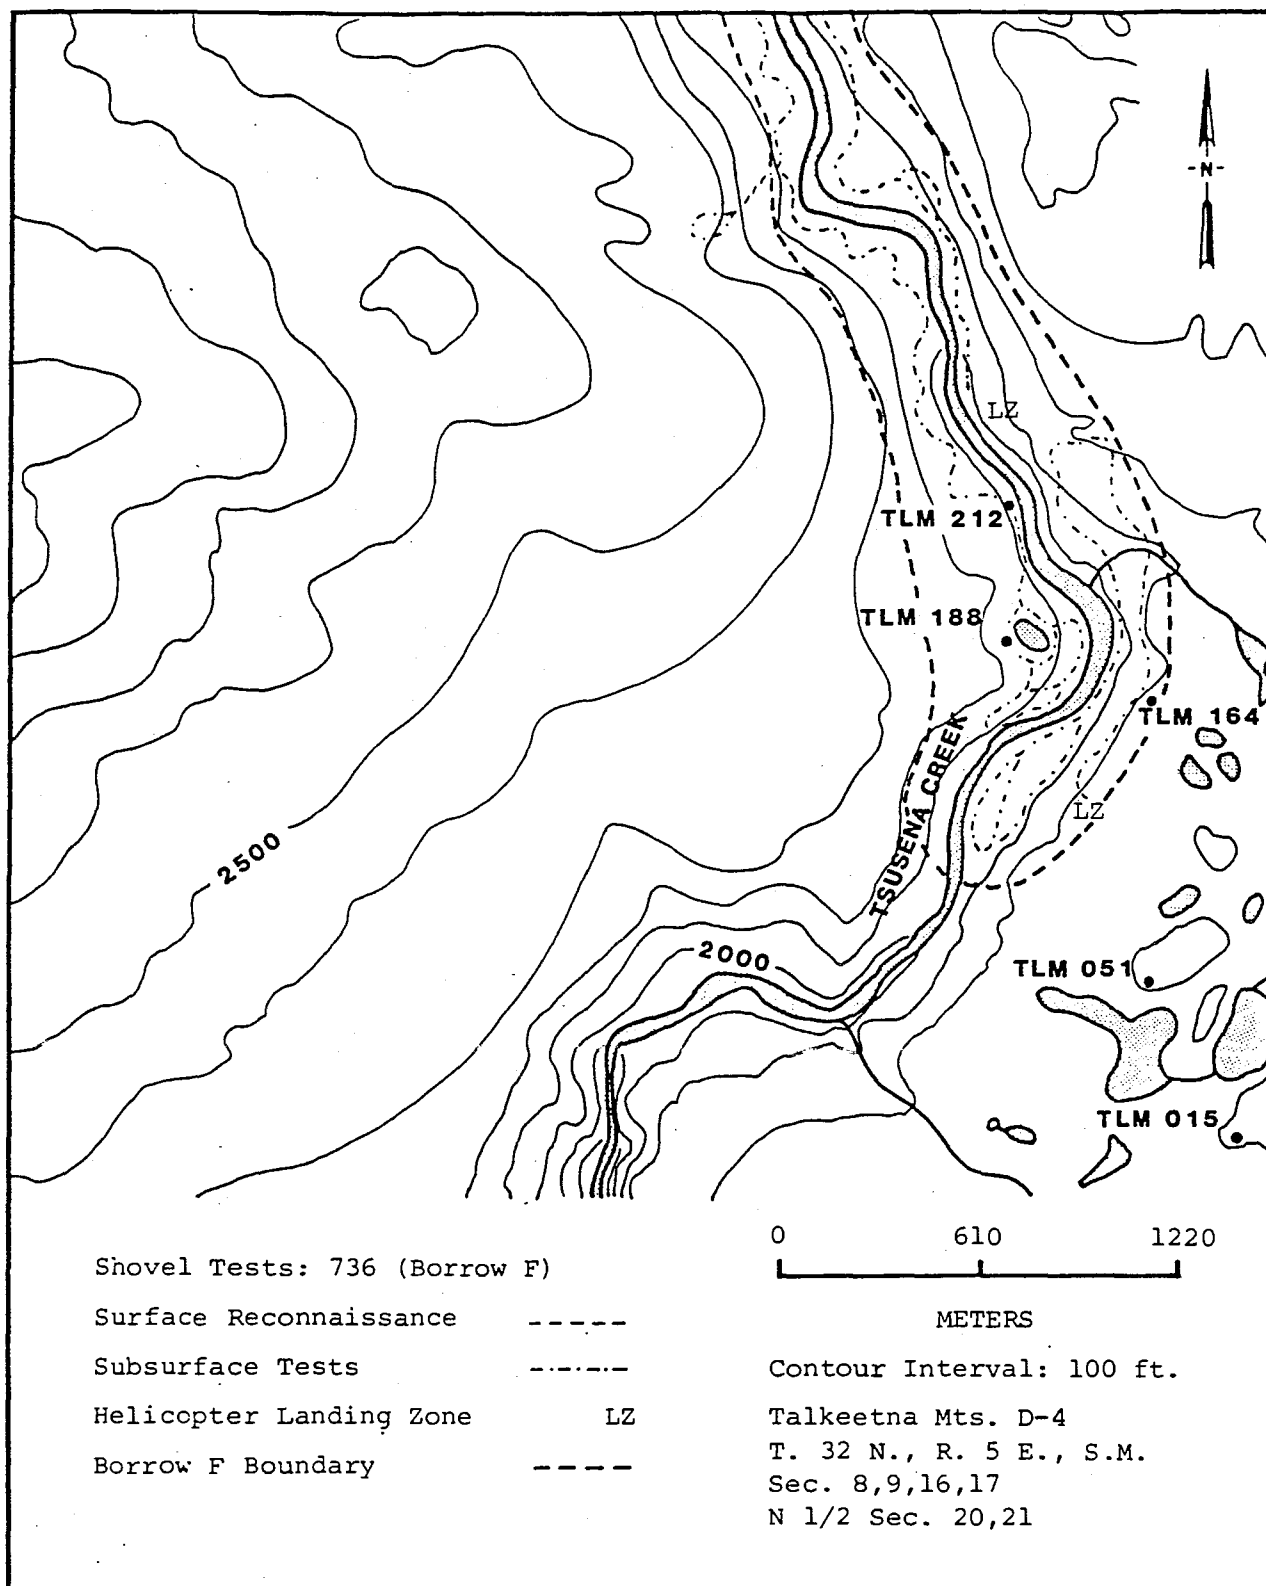 -N-
LZ
TLM 212
TLM 188
TLM 164
LZ
TSUSENA CREEK
2500
2000
TLM 051
TLM 015
0 610 1220
METERS
Shovel Tests: 736 (Borrow F)
Surface Reconnaissance
Subsurface Tests
Helicopter Landing Zone LZ
Borrow F Boundary
Contour Interval: 100 ft.
Talkeetna Mts. D-4
T. 32 N., R. 5 E., S.M.
Sec. 8,9,16,17
N 1/2 Sec. 20,21